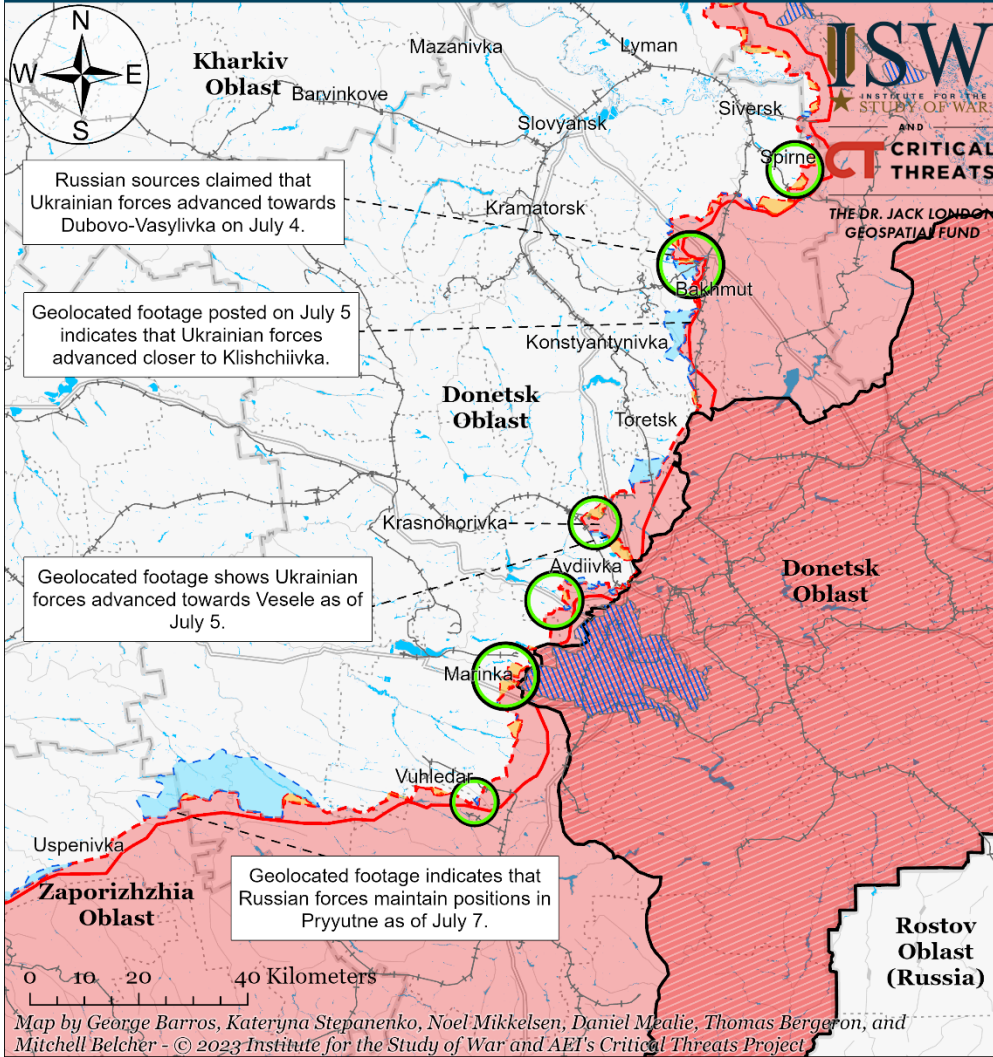 N
W
E
S
Kharkiv
Oblast
Mazanivka
Lyman
Barvinkove
Slovyansk
Siversk
ISW
INSTITUTE FOR THE
STUDY OF WAR
AND
CT CRITICAL
THREATS
THE DR. JACK LONDON
GEOSPATIAL FUND
Spirne
Russian sources claimed that
Ukrainian forces advanced towards
Dubovo-Vasylivka on July 4.
Kramatorsk
Bakhmut
Geolocated footage posted on July 5
indicates that Ukrainian forces
advanced closer to Klishchiivka.
Konstyantynivka
Donetsk
Oblast
Toretsk
Krasnohorivka
Avdiivka
Donetsk
Oblast
Geolocated footage shows Ukrainian
forces advanced towards Vesele as of
July 5.
Marinka
Vuhledar
Uspenivka
Zaporizhzhia
Oblast
Geolocated footage indicates that
Russian forces maintain positions in
Pryyutne as of July 7.
Rostov
Oblast
(Russia)
0 10 20 40 Kilometers
Map by George Barros, Kateryna Stepanenko, Noel Mikkelsen, Daniel Mealie, Thomas Bergeron, and
Mitchell Belcher - © 2023 Institute for the Study of War and AEI's Critical Threats Project